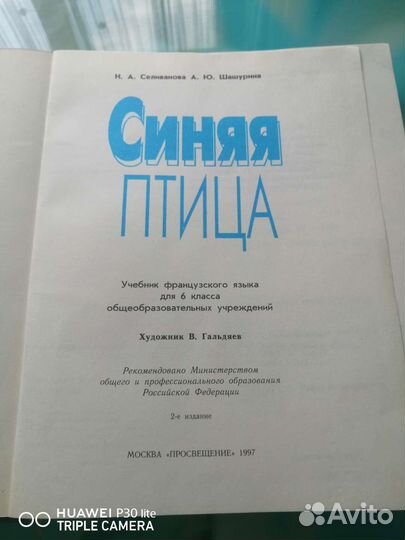 Н. А. Селиванова А. Ю. Шашурина
Синяя
ПТИЦА
Учебник французского языка
для 6 класса
общеобразовательных учреждений
Художник В. Гальдяев
Рекомендовано Министерством
общего и профессионального образования
Российской Федерации
2-е издание
МОСКВА «ПРОСВЕЩЕНИЕ» 1997
HUAWEI P30 lite
TRIPLE CAMERA
Avito